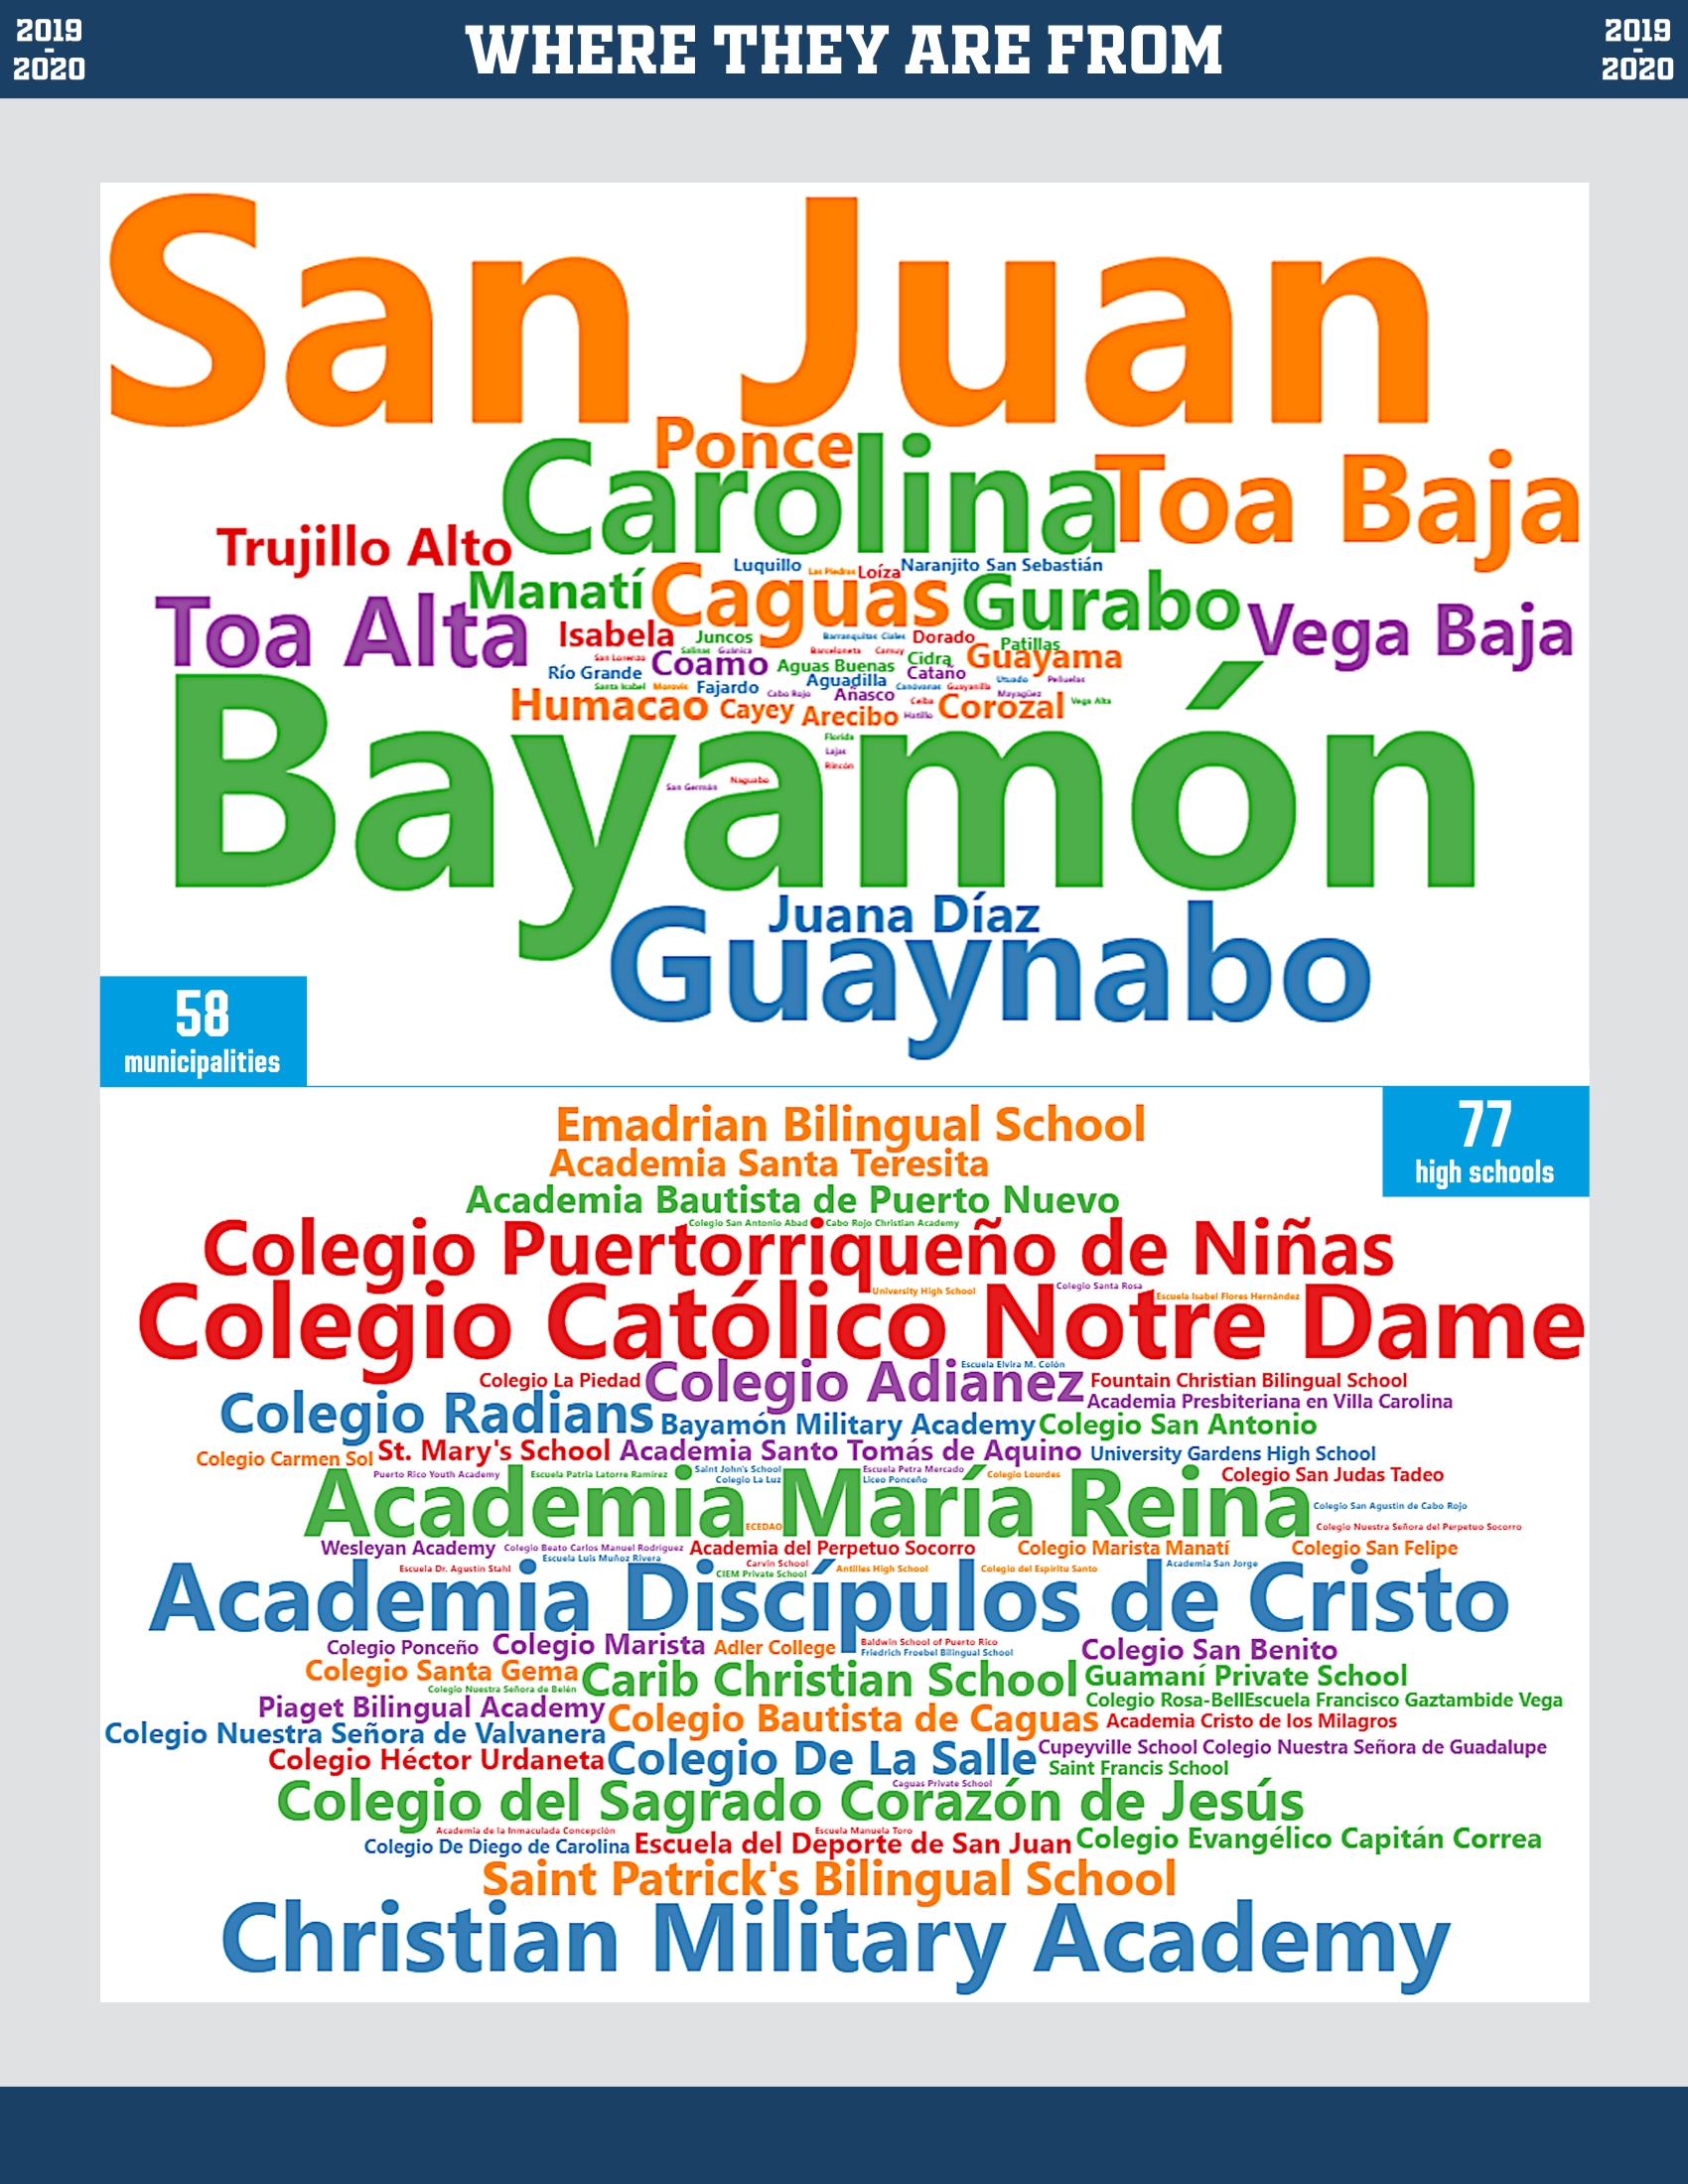 2019
-
2020
WHERE THEY ARE FROM
2019
-
2020
San Juan
Ponce
Carolina
Toa Baja
Trujillo Alto
Luquillo
Las Piedras
Loíza
Naranjito
San Sebastián
Manatí
Caguas
Gurabo
Toa Alta
Vega Baja
Isabela
Juncos
Barranquitas
Ciales
Dorado
Patillas
Salinas
Guánica
Barceloneta
Camuy
San Lorenzo
Coamo
Aguas Buenas
Cidra
Guayama
Río Grande
Aguadilla
Cataño
Utuado
Peñuelas
Santa Isabel
Morovis
Fajardo
Cabo Rojo
Añasco
Canóvanas
Guayanilla
Mayagüez
Humacao
Cayey
Arecibo
Hatillo
Ceiba
Corozal
Vega Alta
Florida
Lajas
Rincón
Naguabo
San Germán
Bayamón
Juana Díaz
Guaynabo
58
municipalities
77
high schools
Emadrian Bilingual School
Academia Santa Teresita
Academia Bautista de Puerto Nuevo
Colegio San Antonio Abad
Cabo Rojo Christian Academy
Colegio Puertorriqueño de Niñas
University High School
Colegio Santa Rosa
Escuela Isabel Flores Hernández
Colegio Católico Notre Dame
Escuela Elvira M. Colón
Colegio La Piedad
Colegio Adianez
Fountain Christian Bilingual School
Academia Presbiteriana en Villa Carolina
Colegio Radians
Bayamón Military Academy
Colegio San Antonio
Colegio Carmen Sol
St. Mary's School
Academia Santo Tomás de Aquino
University Gardens High School
Puerto Rico Youth Academy
Escuela Patria Latorre Ramírez
Saint John's School
Colegio La Luz
Escuela Petra Mercado
Liceo Ponceño
Colegio Lourdes
Colegio San Judas Tadeo
Academia María Reina
Colegio San Agustín de Cabo Rojo
ECEDAO
Colegio Nuestra Señora del Perpetuo Socorro
Wesleyan Academy
Colegio Beato Carlos Manuel Rodríguez
Academia del Perpetuo Socorro
Colegio Marista Manatí
Colegio San Felipe
Escuela Luis Muñoz Rivera
Escuela Dr. Agustín Stahl
Carvin School
CIEM Private School
Antilles High School
Colegio del Espíritu Santo
Academia San Jorge
Academia Discípulos de Cristo
Colegio Ponceño
Colegio Marista
Adler College
Baldwin School of Puerto Rico
Friedrich Froebel Bilingual School
Colegio San Benito
Colegio Santa Gema
Colegio Nuestra Señora de Belén
Carib Christian School
Guamaní Private School
Colegio Rosa-Bell
Escuela Francisco Gaztambide Vega
Piaget Bilingual Academy
Colegio Bautista de Caguas
Academia Cristo de los Milagros
Colegio Nuestra Señora de Valvanera
Colegio Héctor Urdaneta
Colegio De La Salle
Cupeyville School
Colegio Nuestra Señora de Guadalupe
Saint Francis School
Caguas Private School
Colegio del Sagrado Corazón de Jesús
Academia de la Inmaculada Concepción
Escuela Manuela Toro
Colegio De Diego de Carolina
Escuela del Deporte de San Juan
Colegio Evangélico Capitán Correa
Saint Patrick's Bilingual School
Christian Military Academy